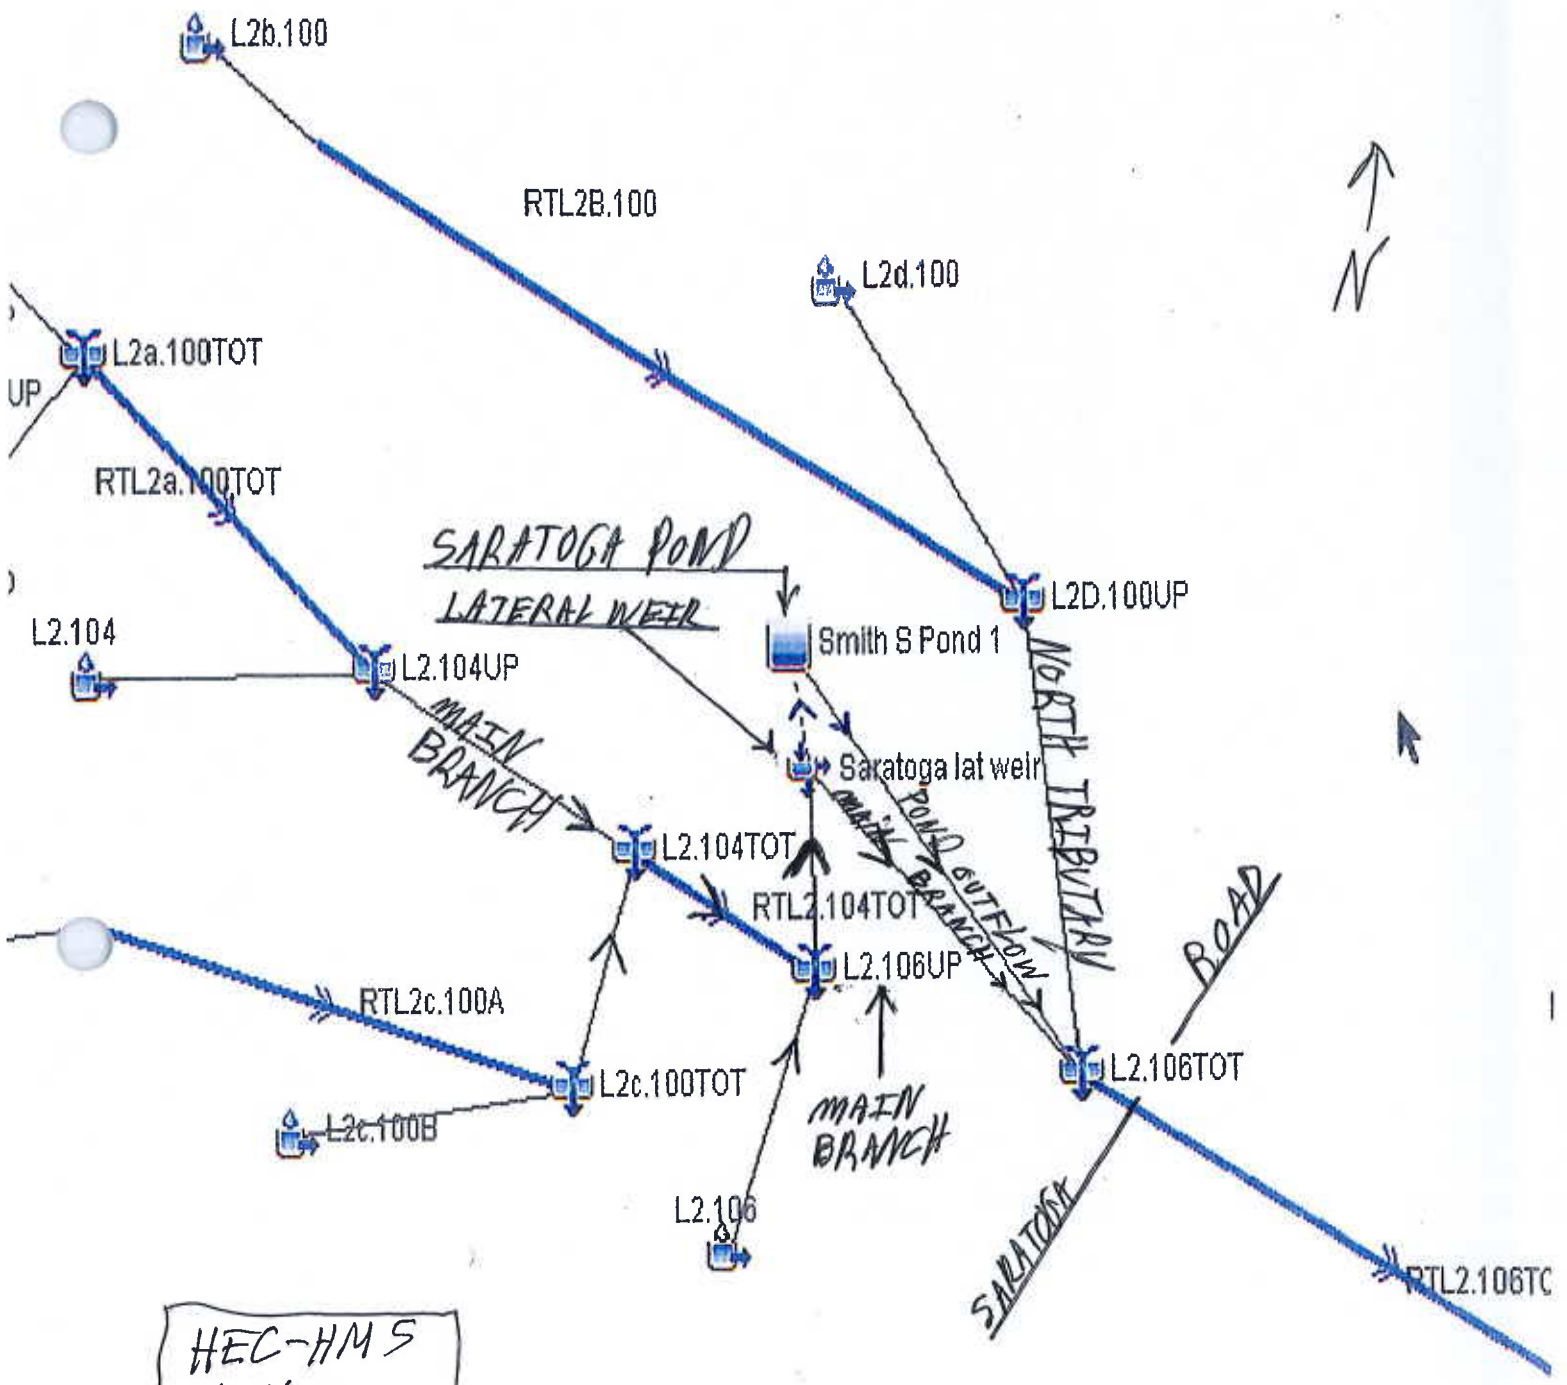 L2b.100
RTL2B.100
N
L2d.100
L2a.100TOT
UP
RTL2a.100TOT
SARATOGA POND
LATERAL WEIR
L2D.100UP
L2.104
Smith S Pond 1
L2.104UP
NORTH TRIBUTARY
MAIN
BRANCH
Saratoga lat weir
MAIN BRANCH
POND OUTFLOW
L2.104TOT
RTL2.104TOT
ROAD
L2.106UP
RTL2c.100A
L2c.100TOT
L2.106TOT
L2c.100B
MAIN
BRANCH
L2.106
SARATOGA
RTL2.106TO
HEC-HMS